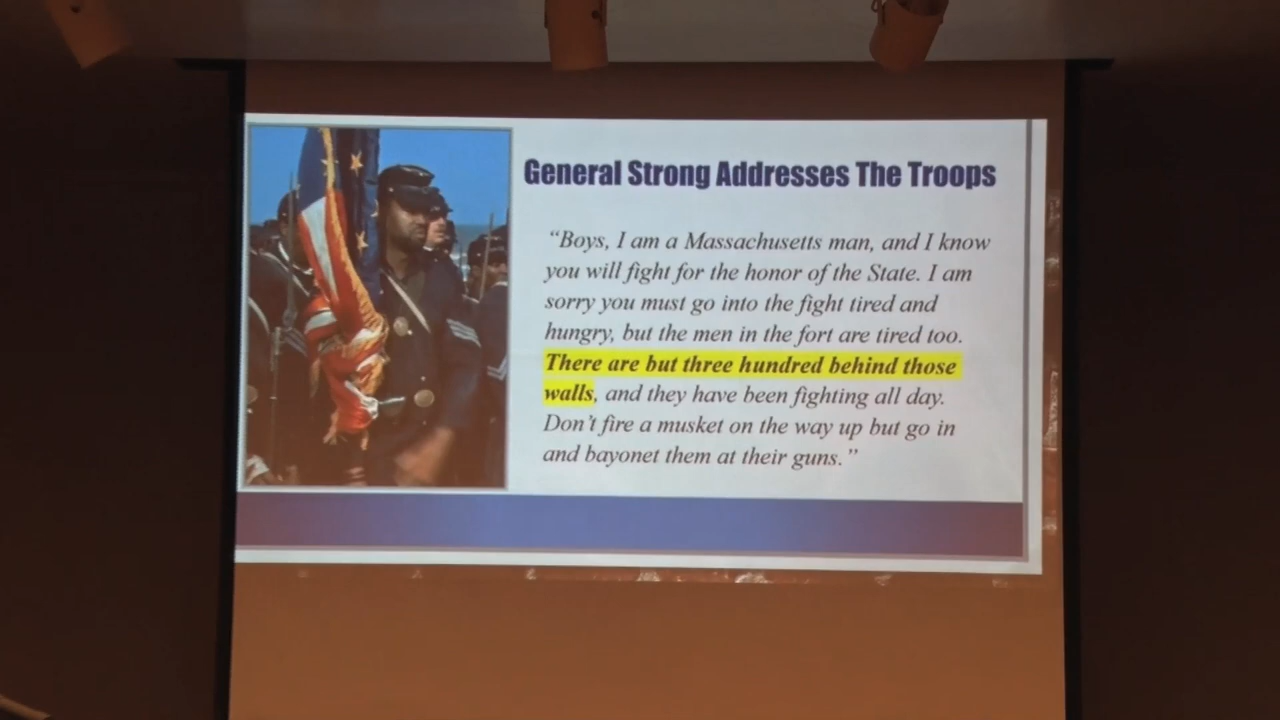 General Strong Addresses The Troops
“Boys, I am a Massachusetts man, and I know
you will fight for the honor of the State. I am
sorry you must go into the fight tired and
hungry, but the men in the fort are tired too.
There are but three hundred behind those
walls, and they have been fighting all day.
Don’t fire a musket on the way up but go in
and bayonet them at their guns.”